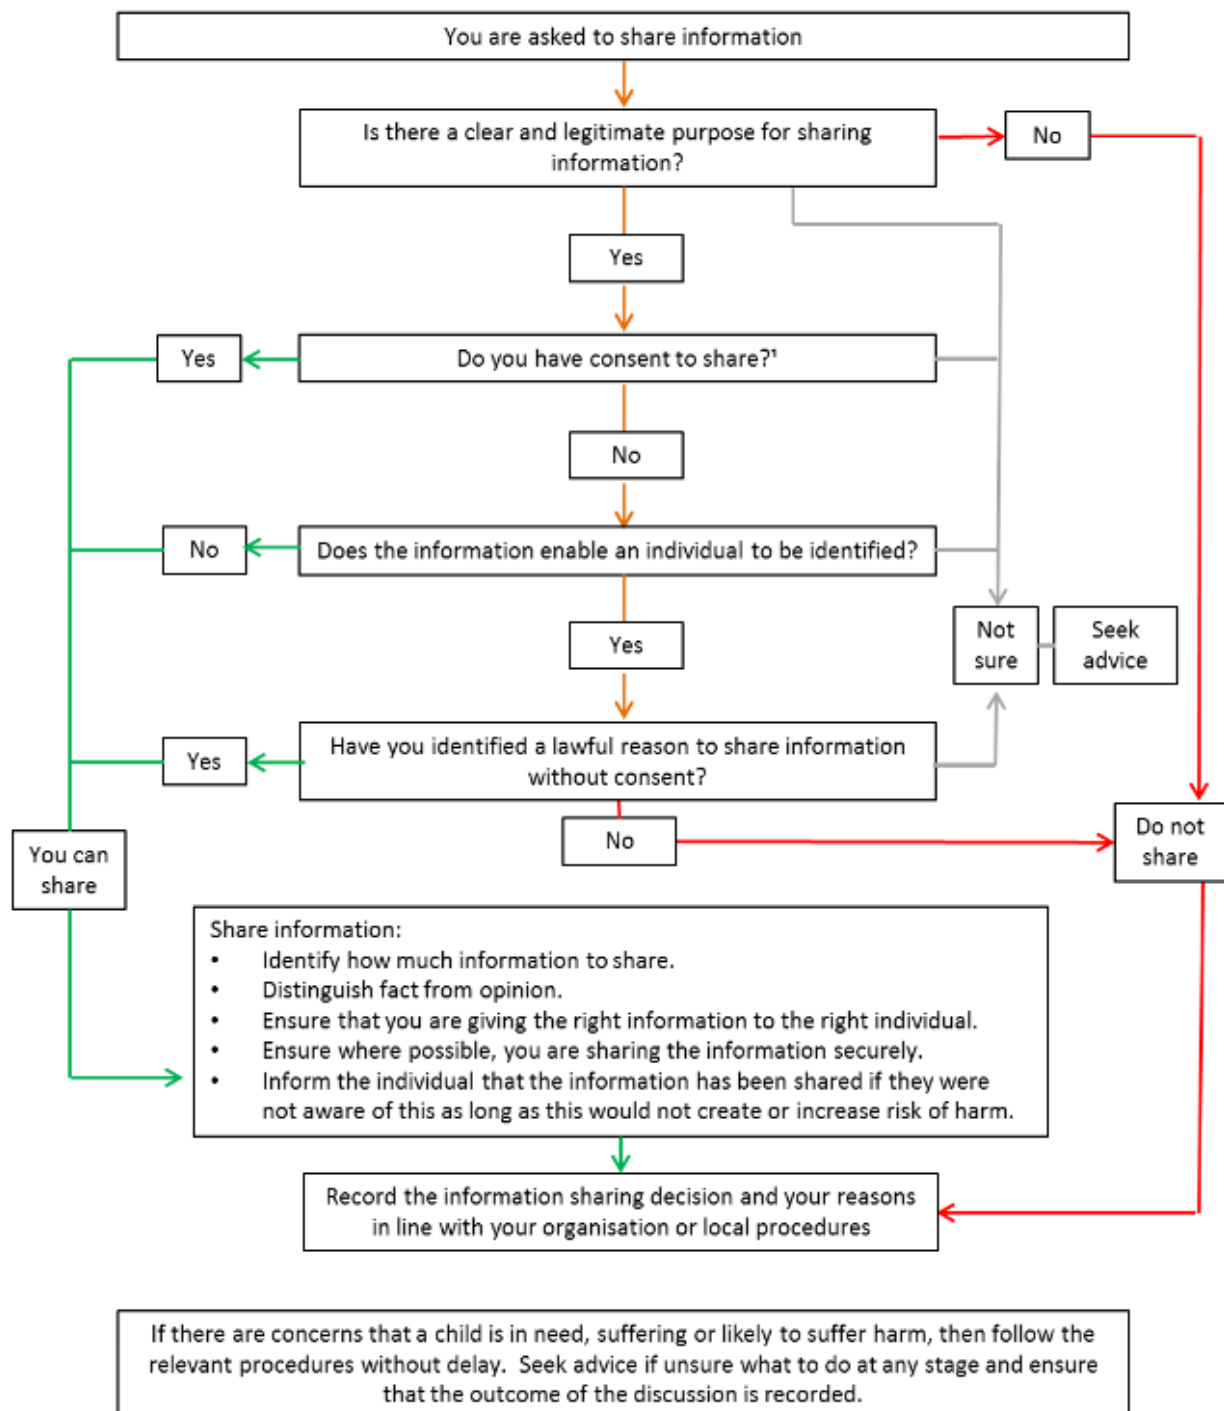 You are asked to share information
Is there a clear and legitimate purpose for sharing
information?
No
Yes
Yes
Do you have consent to share?¹
No
No
Does the information enable an individual to be identified?
Yes
Not
sure
Seek
advice
Yes
Have you identified a lawful reason to share information
without consent?
No
Do not
share
You can
share
Share information:
• Identify how much information to share.
• Distinguish fact from opinion.
• Ensure that you are giving the right information to the right individual.
• Ensure where possible, you are sharing the information securely.
• Inform the individual that the information has been shared if they were
not aware of this as long as this would not create or increase risk of harm.
Record the information sharing decision and your reasons
in line with your organisation or local procedures
If there are concerns that a child is in need, suffering or likely to suffer harm, then follow the
relevant procedures without delay.  Seek advice if unsure what to do at any stage and ensure
that the outcome of the discussion is recorded.